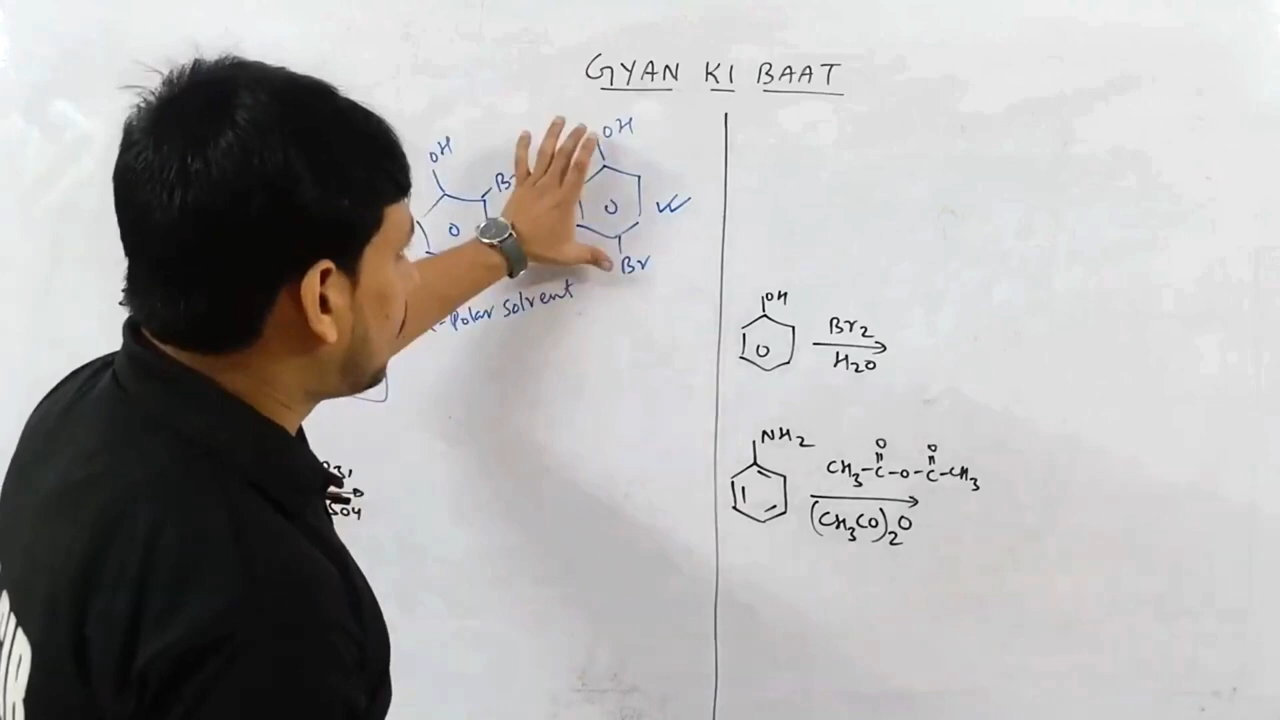 GYAN KI BAAT
OH
Br
OH
Br
Polar solvent
OH
Br2
H2O
NH2
O O
CH3-C-O-C-CH3
(CH3CO)2O